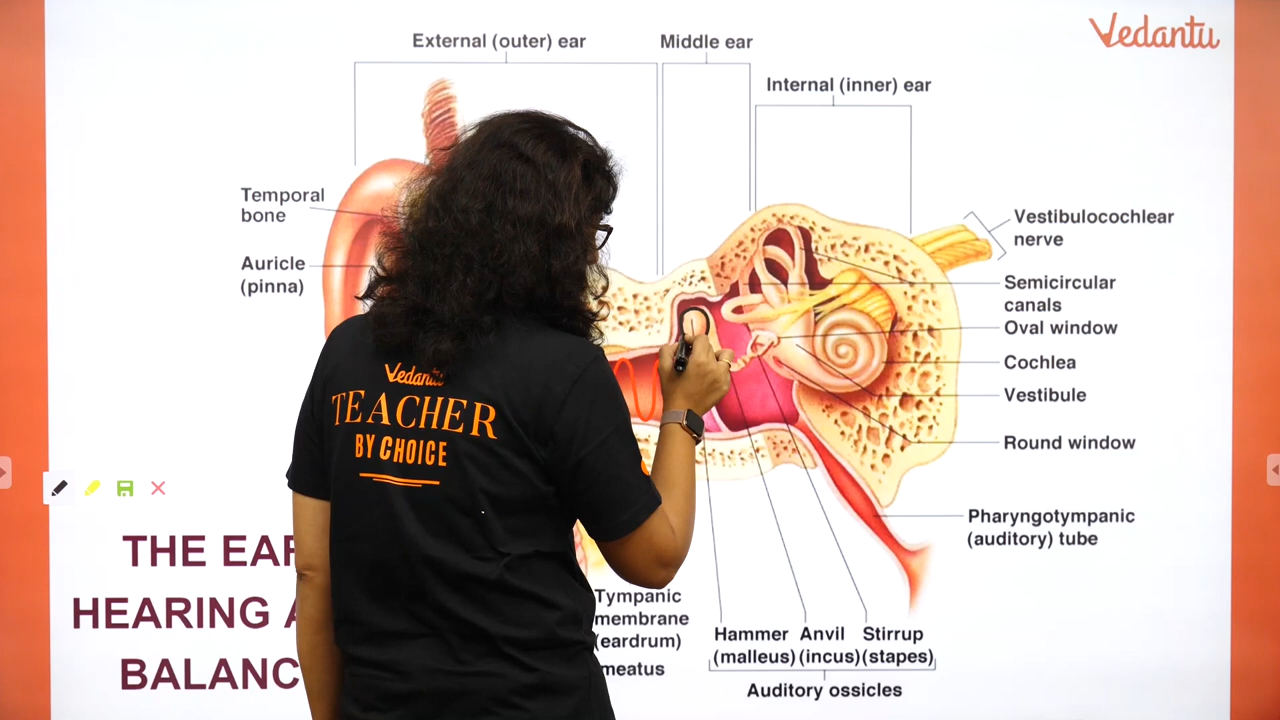 Vedantu
External (outer) ear
Middle ear
Internal (inner) ear
Temporal
bone
Auricle
(pinna)
Vestibulocochlear
nerve
Semicircular
canals
Oval window
Cochlea
Vestibule
Round window
Pharyngotympanic
(auditory) tube
Vedantu
TEACHER
BY CHOICE
THE EAR
HEARING A
BALANC
Tympanic
membrane
(eardrum)
meatus
Hammer
(malleus)
Anvil
(incus)
Stirrup
(stapes)
Auditory ossicles